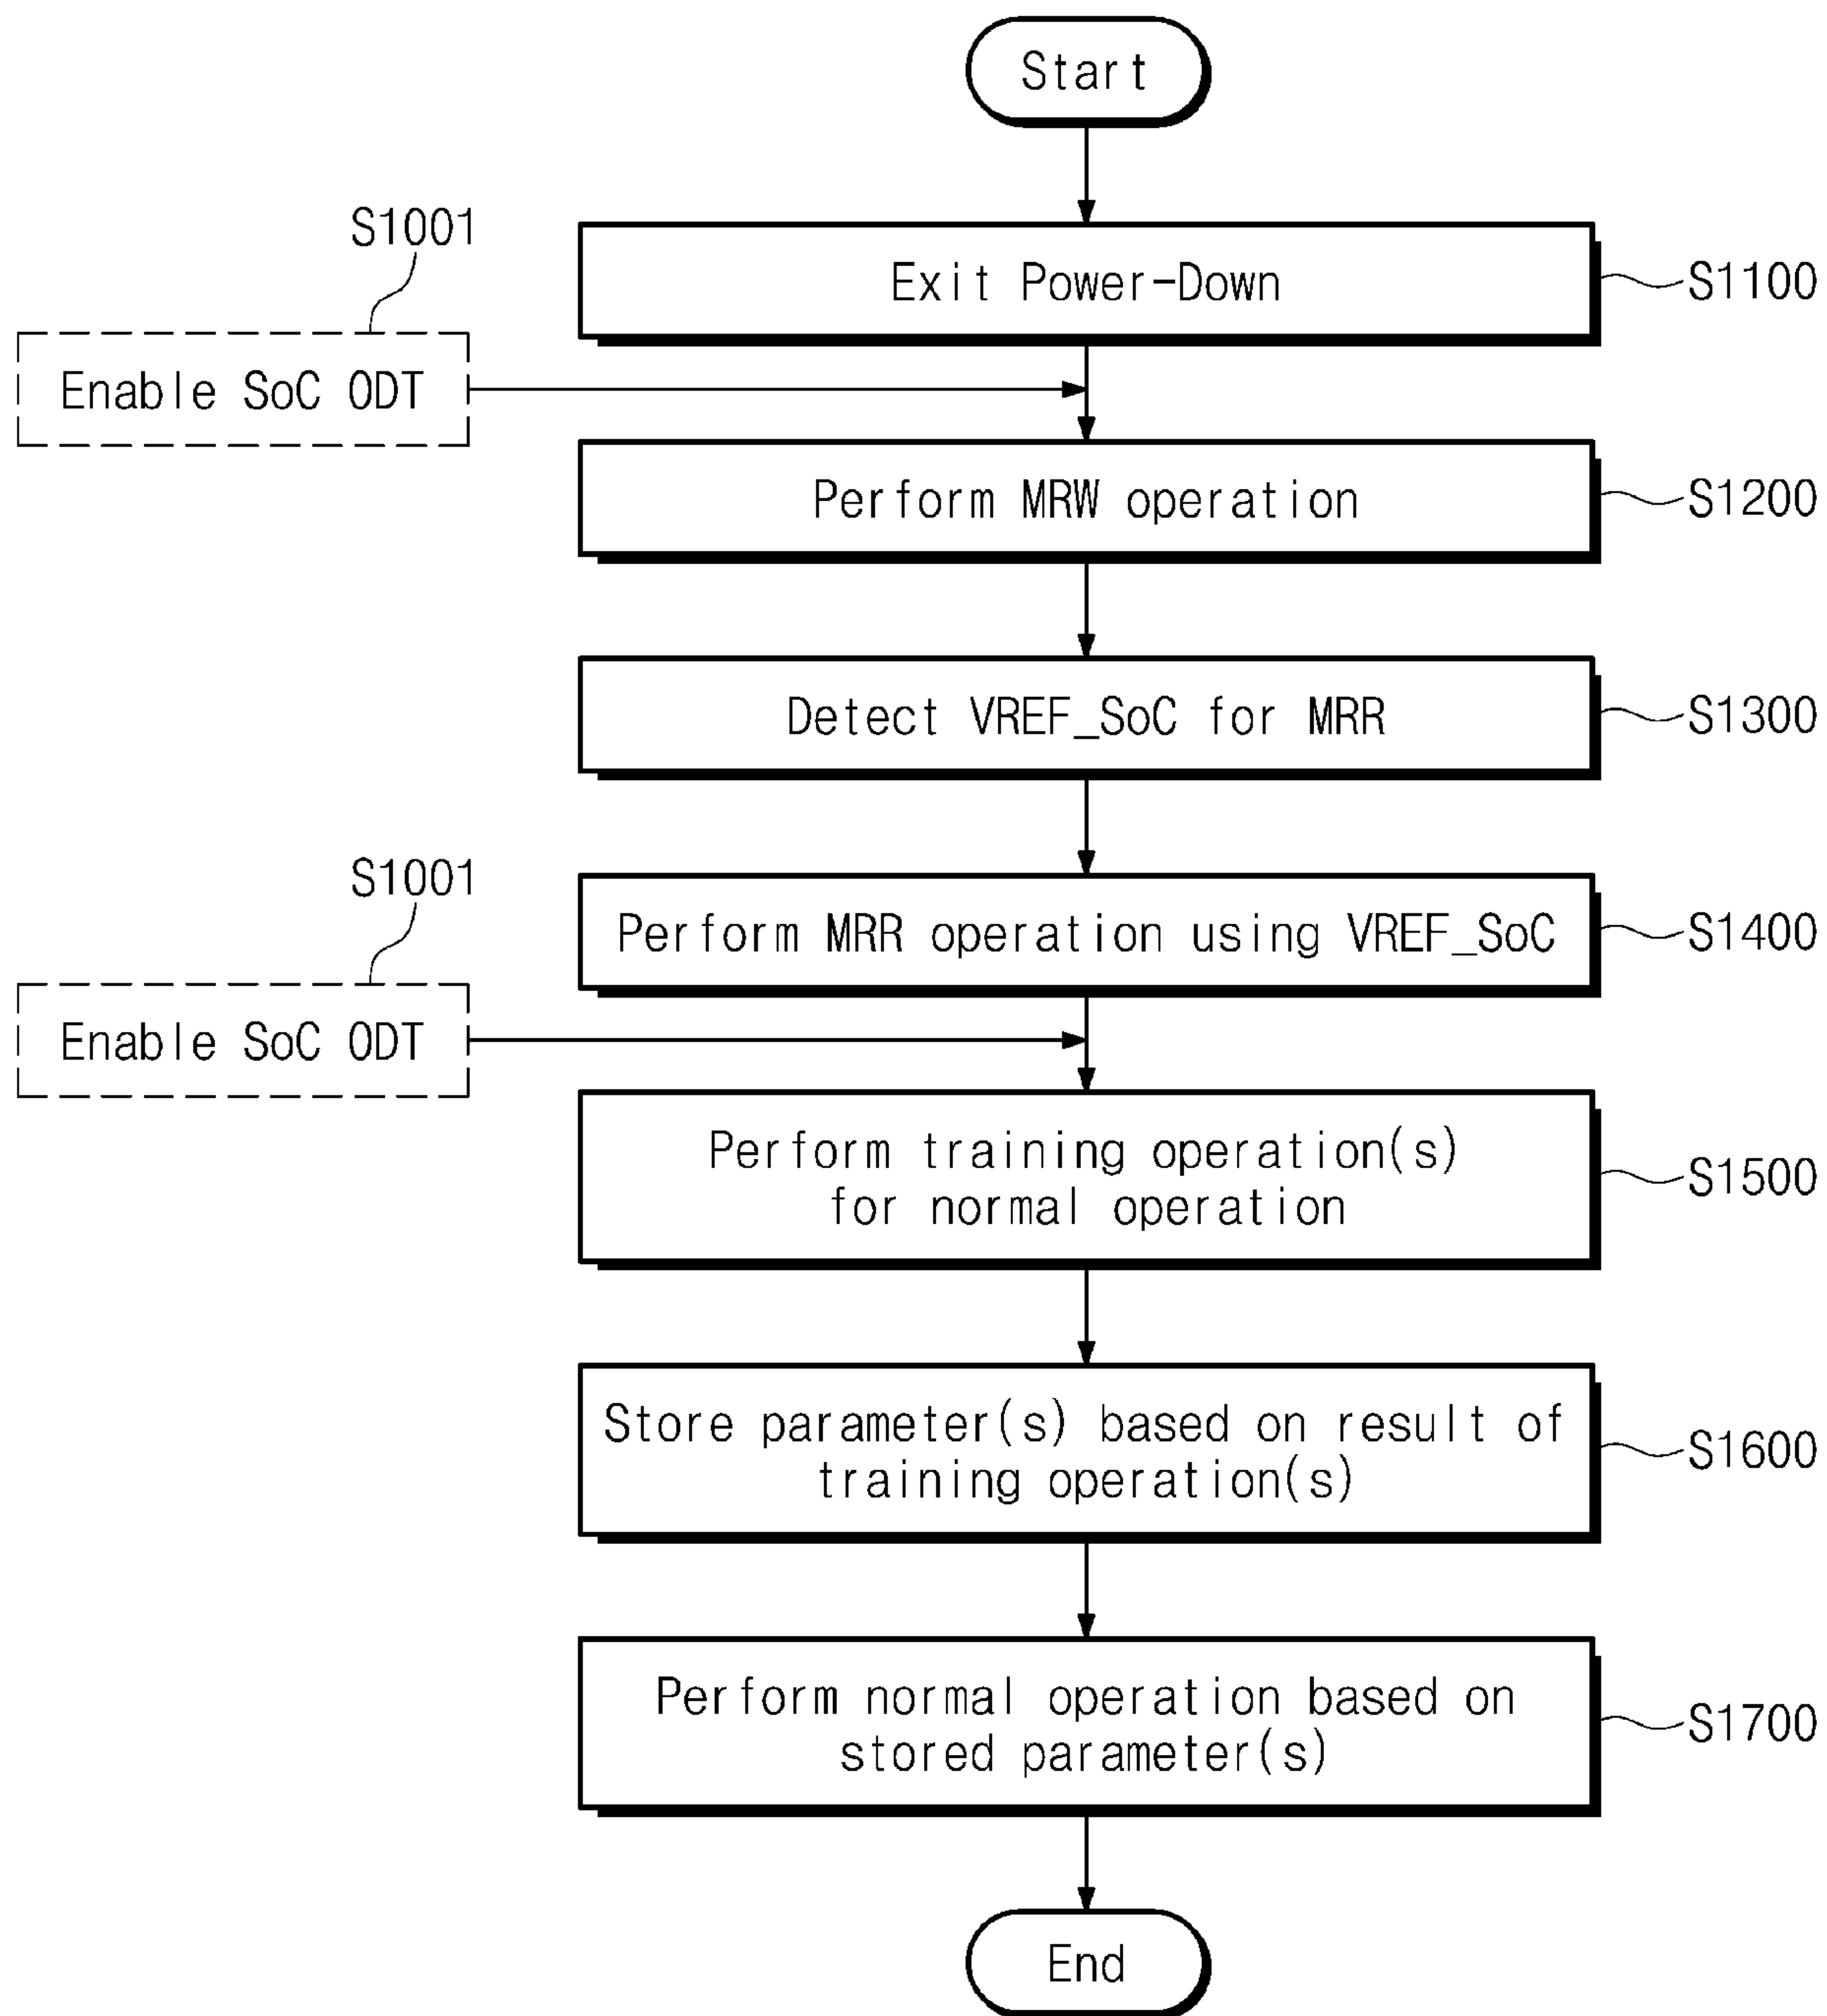 Start
Exit Power-Down
S1100
S1001
Enable SoC ODT
Perform MRW operation
S1200
Detect VREF_SoC for MRR
S1300
Perform MRR operation using VREF_SoC
S1400
S1001
Enable SoC ODT
Perform training operation(s)
for normal operation
S1500
Store parameter(s) based on result of
training operation(s)
S1600
Perform normal operation based on
stored parameter(s)
S1700
End